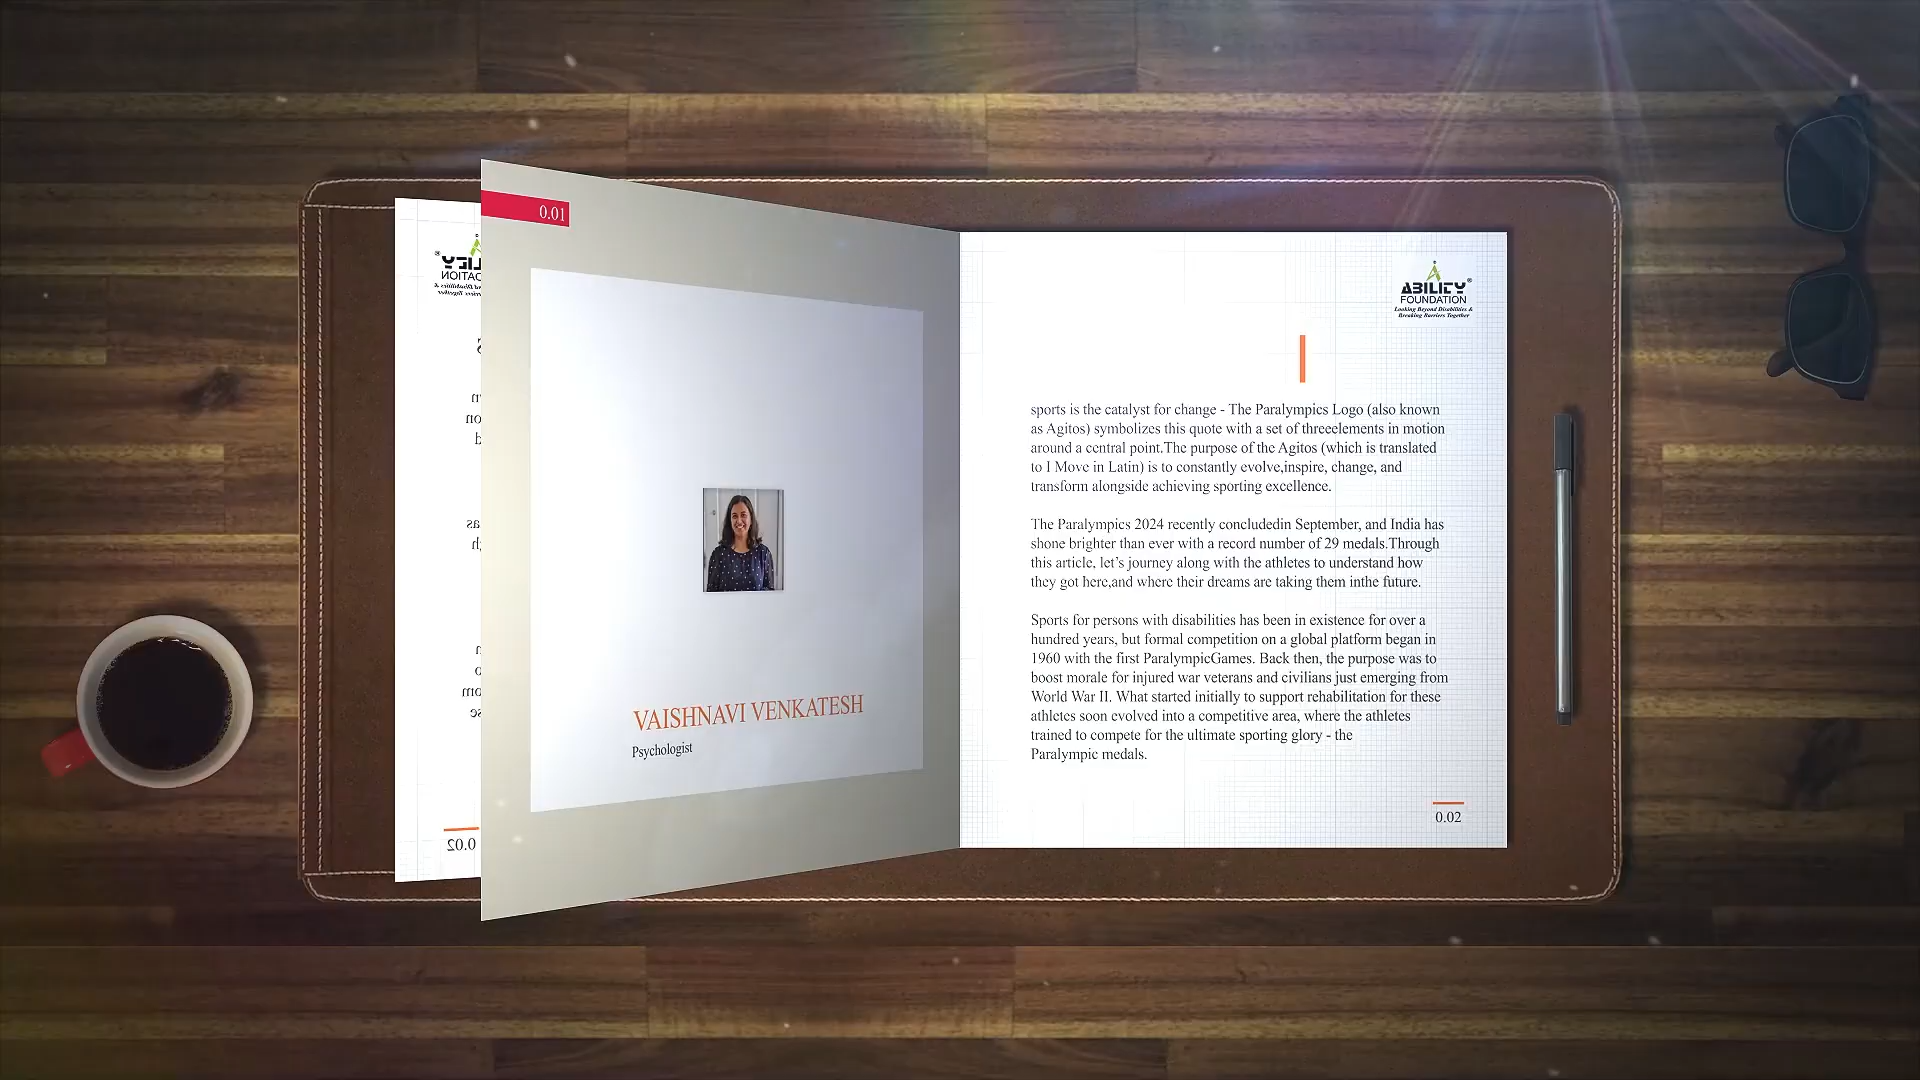 0.01
VAISHNAVI VENKATESH
Psychologist
ABILITY
FOUNDATION
Looking Beyond Disabilities &
Breaking Barriers Together
sports is the catalyst for change - The Paralympics Logo (also known
as Agitos) symbolizes this quote with a set of threeelements in motion
around a central point.The purpose of the Agitos (which is translated
to I Move in Latin) is to constantly evolve,inspire, change, and
transform alongside achieving sporting excellence.
The Paralympics 2024 recently concludedin September, and India has
shone brighter than ever with a record number of 29 medals.Through
this article, let’s journey along with the athletes to understand how
they got here,and where their dreams are taking them inthe future.
Sports for persons with disabilities has been in existence for over a
hundred years, but formal competition on a global platform began in
1960 with the first ParalympicGames. Back then, the purpose was to
boost morale for injured war veterans and civilians just emerging from
World War II. What started initially to support rehabilitation for these
athletes soon evolved into a competitive area, where the athletes
trained to compete for the ultimate sporting glory - the
Paralympic medals.
0.02
0.02